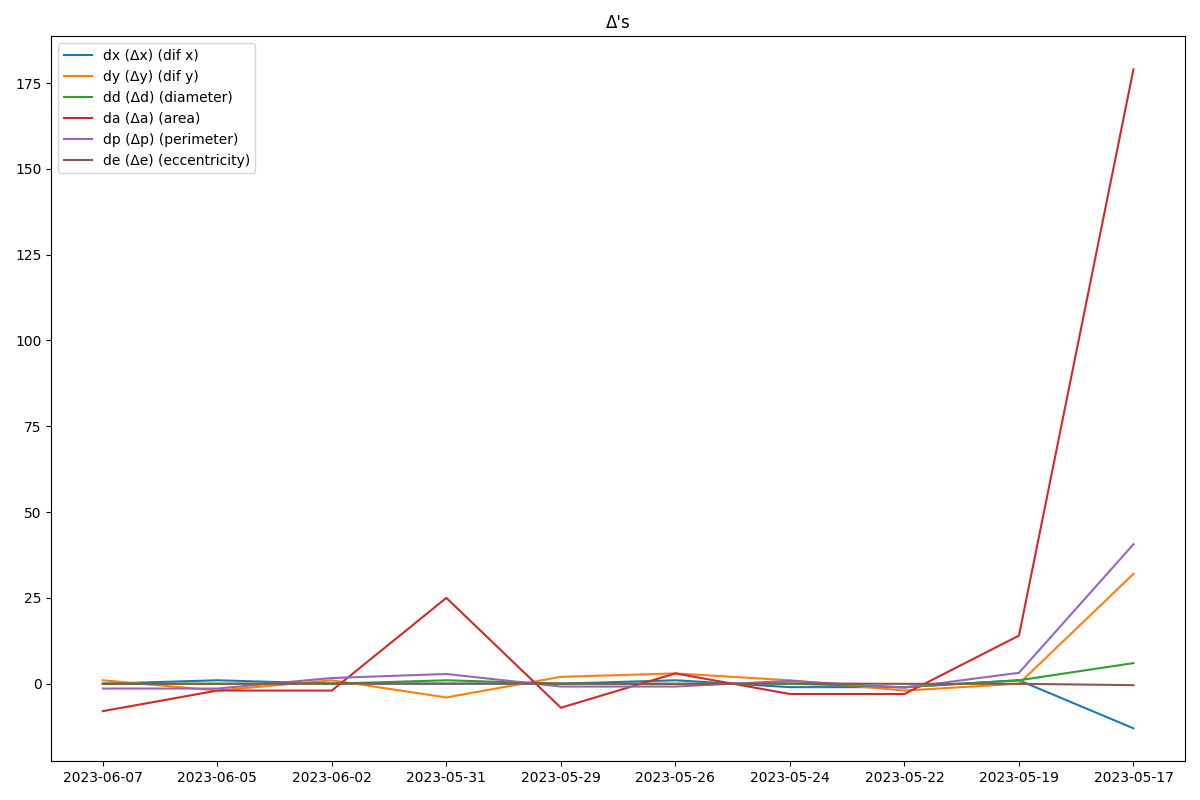 Δ's
dx (Δx) (dif x)
dy (Δy) (dif y)
dd (Δd) (diameter)
da (Δa) (area)
dp (Δp) (perimeter)
de (Δe) (eccentricity)
175
150
125
100
75
50
25
0
2023-06-07 2023-06-05 2023-06-02 2023-05-31 2023-05-29 2023-05-26 2023-05-24 2023-05-22 2023-05-19 2023-05-17